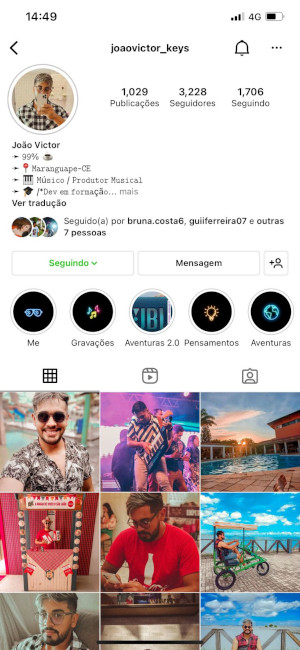 14:49
4G
joaovictor_keys
1,029
Publicações
3,228
Seguidores
1,706
Seguindo
João Victor
➛ 99% ☕
➛ 📍Maranguape-CE
➛ 🎹 Músico / Produtor Musical
➛ 🎓 /*Dev em formação... mais
Ver tradução
Seguido(a) por bruna.costa6, guiiferreira07 e outras
7 pessoas
Seguindo
Mensagem
Me
Gravações
Aventuras 2.0
Pensamentos
Aventuras